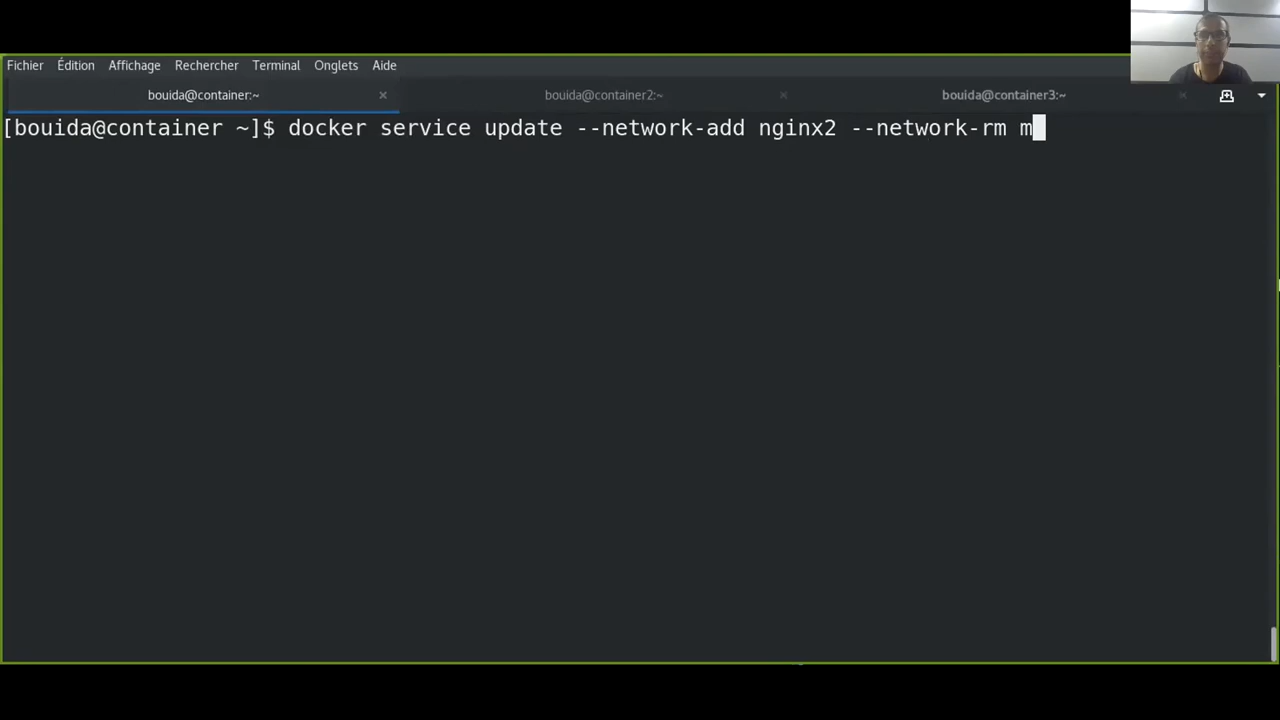 Fichier Édition Affichage Rechercher Terminal Onglets Aide
bouida@container:~ × bouida@container2:~ × bouida@container3:~ ×
[bouida@container ~]$ docker service update --network-add nginx2 --network-rm m